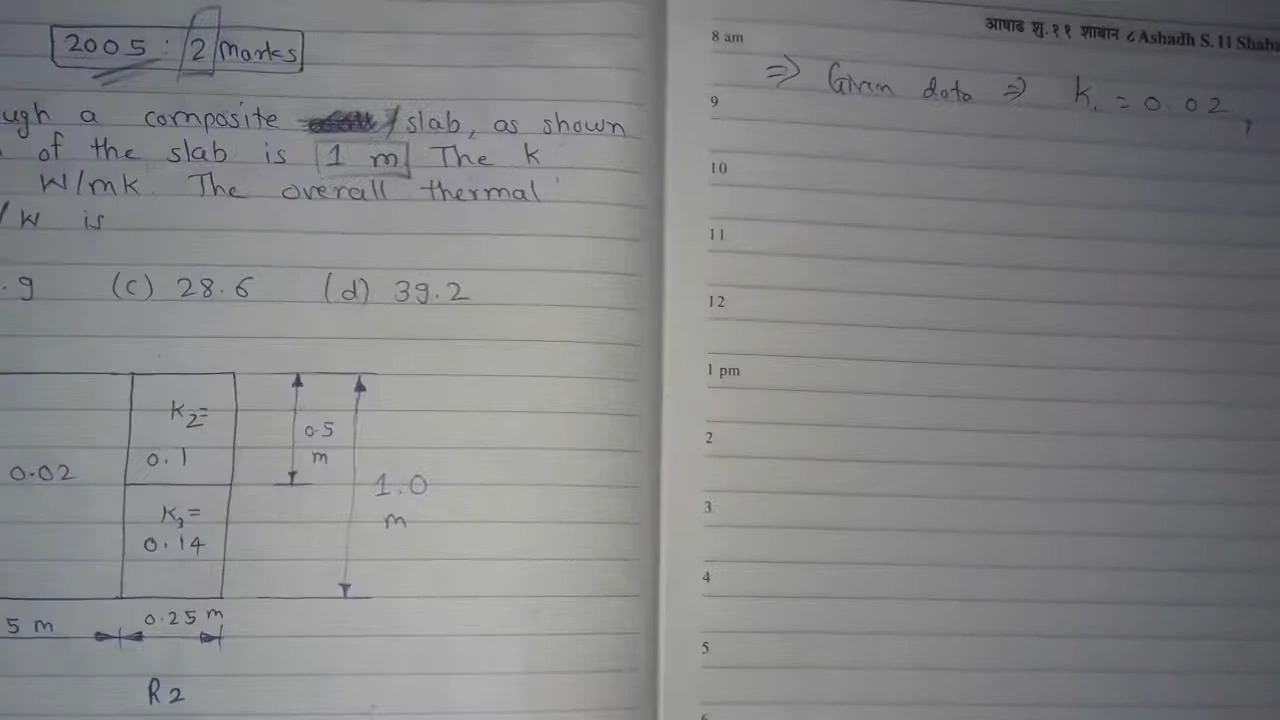 2005 : 2 Marks
ugh a composite slab, as shown
of the slab is 1 m The k
W/mk. The overall thermal
/W is
.9 (c) 28.6 (d) 39.2
K2=
0.1
0.5
m
0.02
1.0
m
K3=
0.14
5 m
0.25 m
R2
आषाढ शु. ११ शाबान ८ Ashadh S. 11 Shaba
8 am
⇒ Given data ⇒ K1 = 0.02,
9
10
11
12
1 pm
2
3
4
5